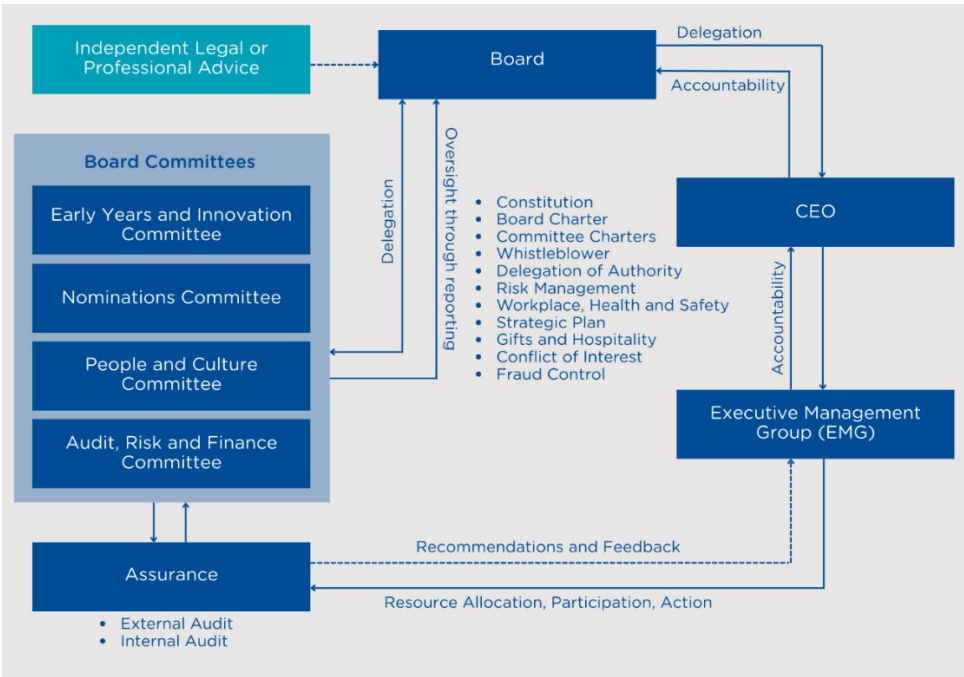 Independent Legal or
Professional Advice
Board
Delegation
Accountability
Board Committees
Early Years and Innovation
Committee
Nominations Committee
People and Culture
Committee
Audit, Risk and Finance
Committee
Delegation
Oversight through reporting
• Constitution
• Board Charter
• Committee Charters
• Whistleblower
• Delegation of Authority
• Risk Management
• Workplace, Health and Safety
• Strategic Plan
• Gifts and Hospitality
• Conflict of Interest
• Fraud Control
CEO
Accountability
Executive Management
Group (EMG)
Assurance
Recommendations and Feedback
Resource Allocation, Participation, Action
• External Audit
• Internal Audit